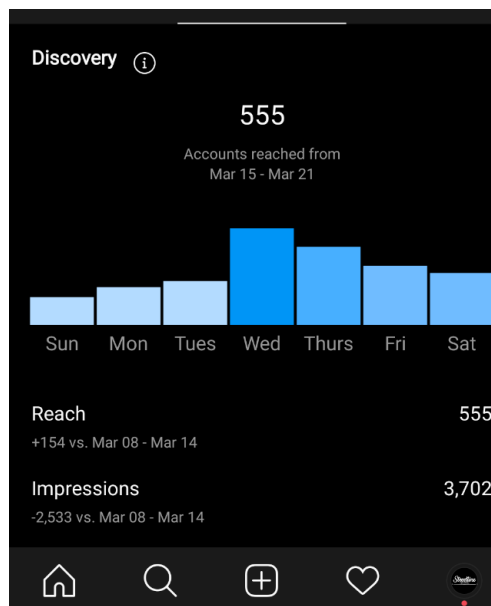 Discovery
555
Accounts reached from
Mar 15 - Mar 21
Sun Mon Tues Wed Thurs Fri Sat
Reach 555
+154 vs. Mar 08 - Mar 14
Impressions 3,702
-2,533 vs. Mar 08 - Mar 14